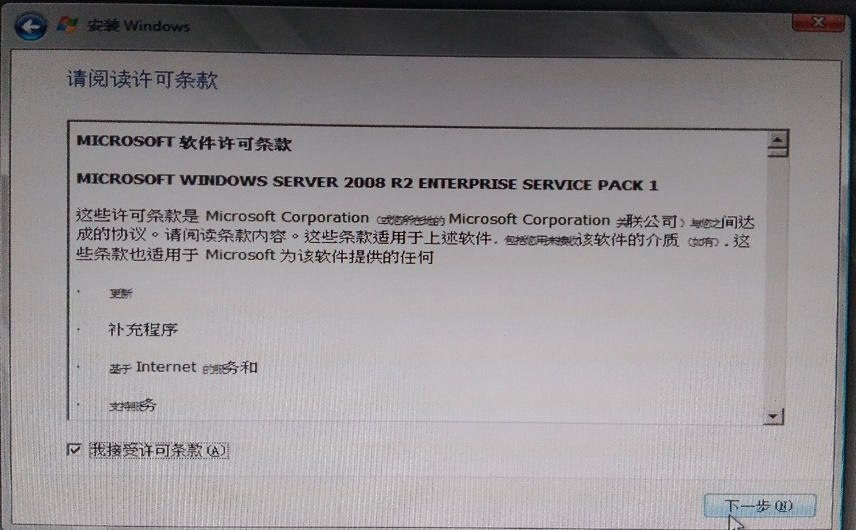 安装 Windows
请阅读许可条款
MICROSOFT 软件许可条款
MICROSOFT WINDOWS SERVER 2008 R2 ENTERPRISE SERVICE PACK 1
这些许可条款是 Microsoft Corporation（或您所在地的 Microsoft Corporation 关联公司）与您之间达
成的协议。请阅读条款内容。这些条款适用于上述软件，包括您用来接收该软件的介质（如有）。这
些条款也适用于 Microsoft 为该软件提供的任何
· 更新
· 补充程序
· 基于 Internet 的服务和
· 支持服务
我接受许可条款(A)
下一步(N)